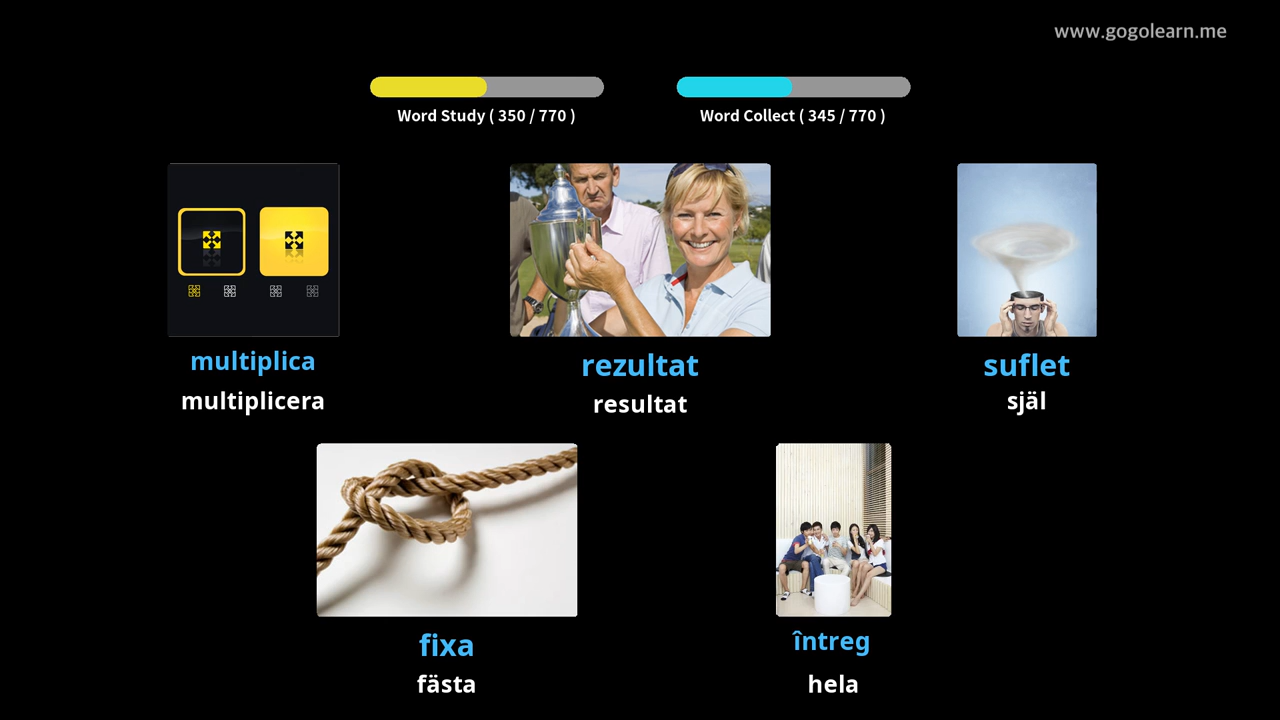 www.gogolearn.me
Word Study ( 350 / 770 )
Word Collect ( 345 / 770 )
multiplica
multiplicera
rezultat
resultat
suflet
själ
fixa
fästa
întreg
hela